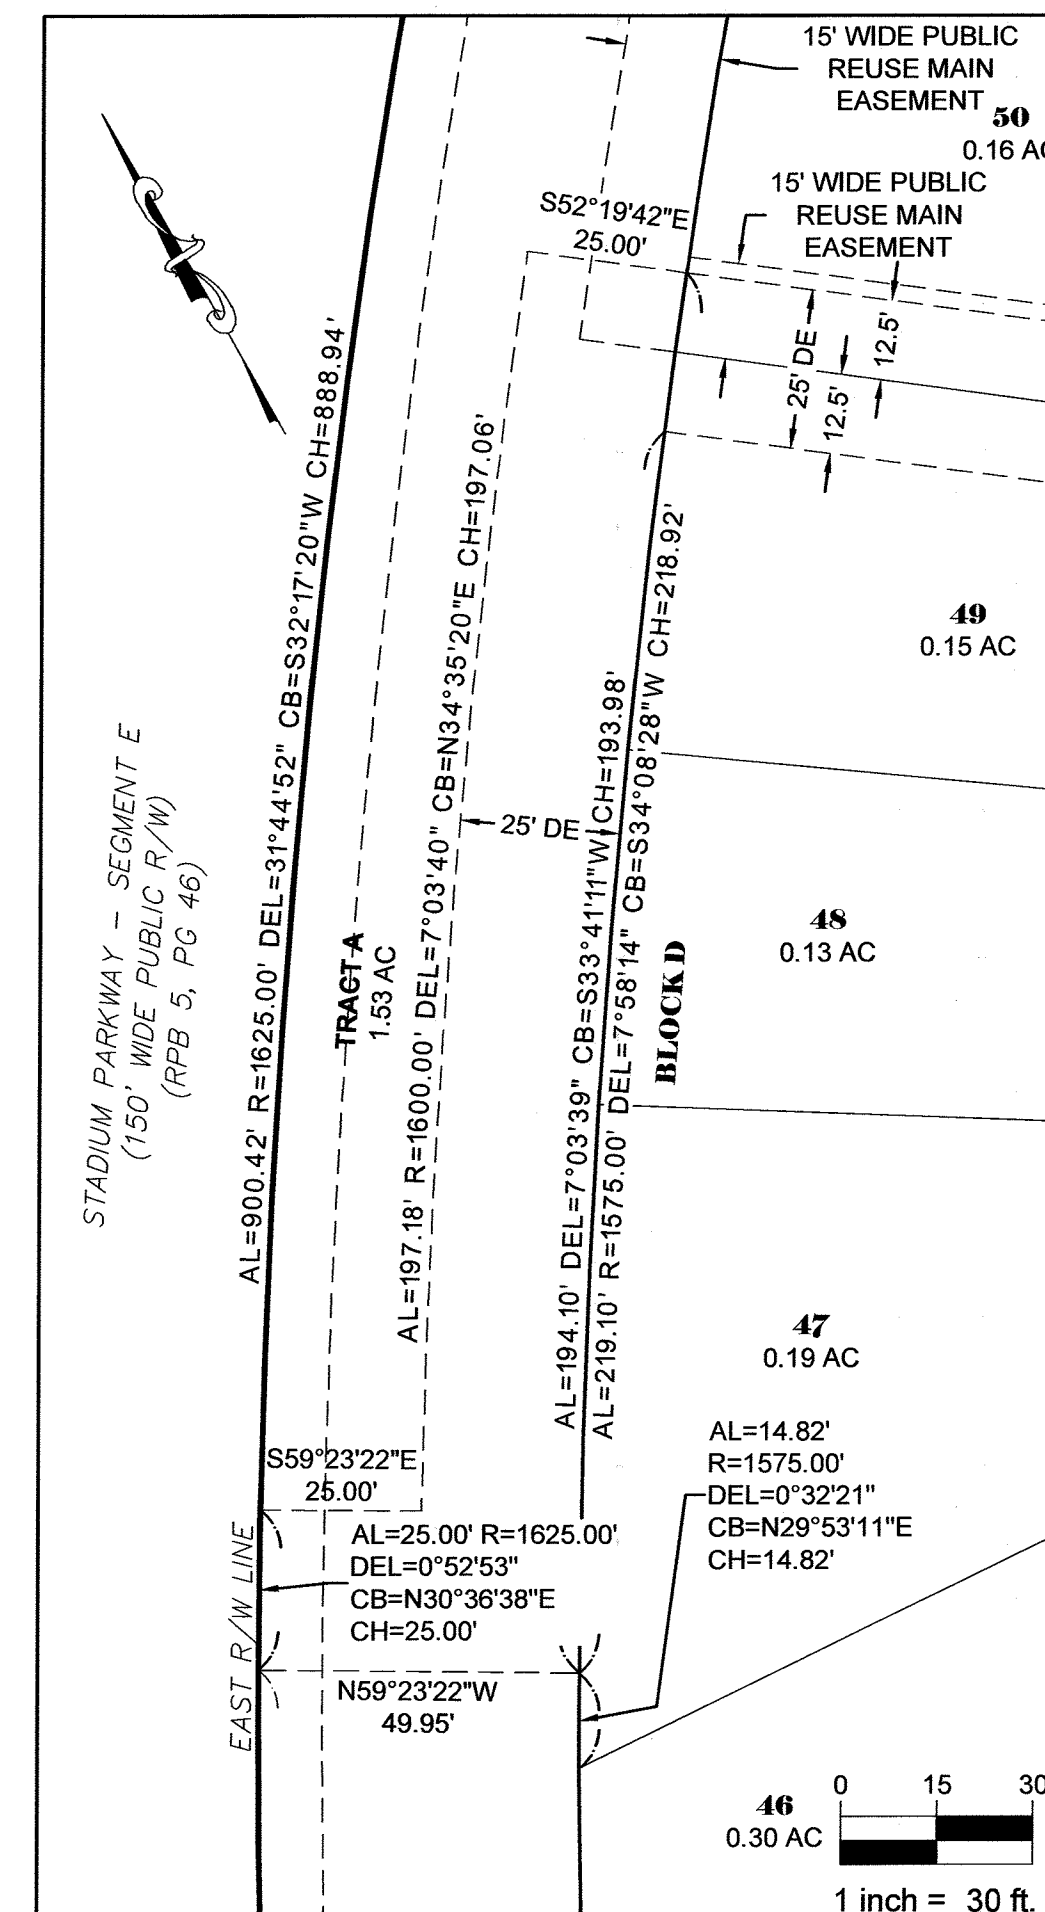 15' WIDE PUBLIC
REUSE MAIN
EASEMENT
50
0.16 AC
15' WIDE PUBLIC
REUSE MAIN
EASEMENT
S52°19'42"E
25.00'
12.5'
25' DE
12.5'
AL=900.42' R=1625.00' DEL=31°44'52" CB=S32°17'20"W CH=888.94'
AL=197.18' R=1600.00' DEL=7°03'40" CB=N34°35'20"E CH=197.06'
AL=194.10' DEL=7°03'39" CB=S33°41'11"W CH=193.98'
AL=219.10' R=1575.00' DEL=7°58'14" CB=S34°08'28"W CH=218.92'
49
0.15 AC
STADIUM PARKWAY - SEGMENT E
(150' WIDE PUBLIC R/W)
(RPB 5, PG 46)
25' DE
TRACT A
1.53 AC
48
0.13 AC
BLOCK D
47
0.19 AC
S59°23'22"E
25.00'
AL=14.82'
R=1575.00'
DEL=0°32'21"
CB=N29°53'11"E
CH=14.82'
AL=25.00' R=1625.00'
DEL=0°52'53"
CB=N30°36'38"E
CH=25.00'
EAST R/W LINE
N59°23'22"W
49.95'
46
0.30 AC
0 15 30
1 inch = 30 ft.